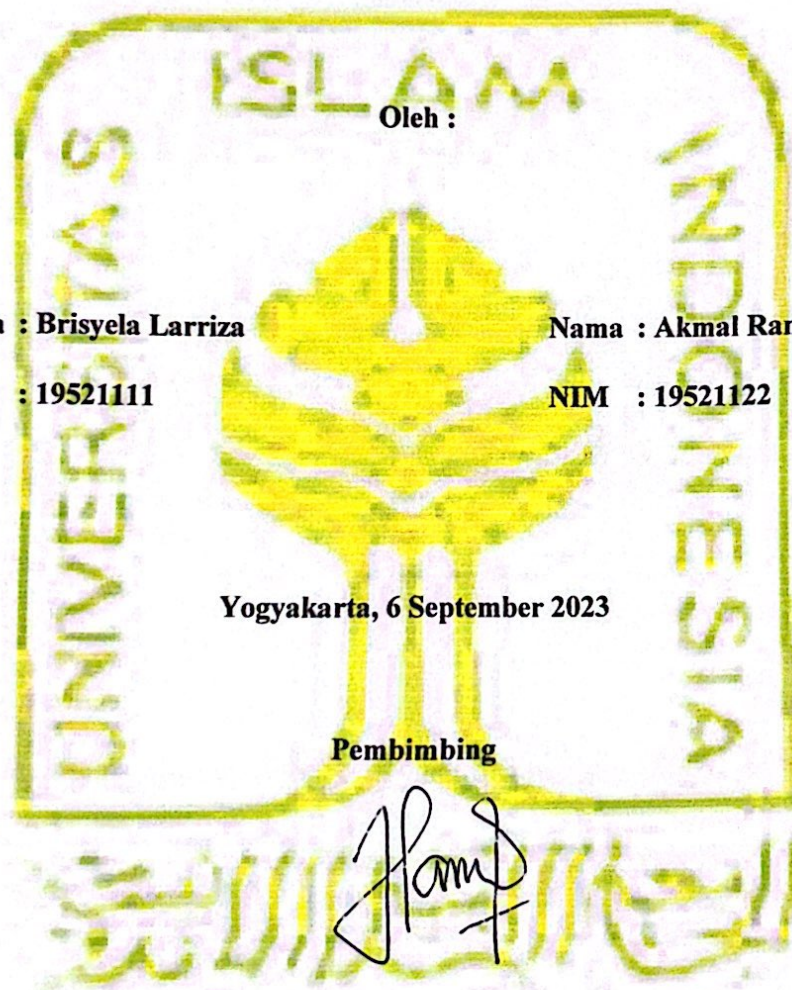 ISLAM
UNIVERSITAS
INDONESIA
Oleh :
: Brisyela Larriza
Nama : Akmal
: 19521111
NIM : 19521122
Yogyakarta, 6 September 2023
Pembimbing